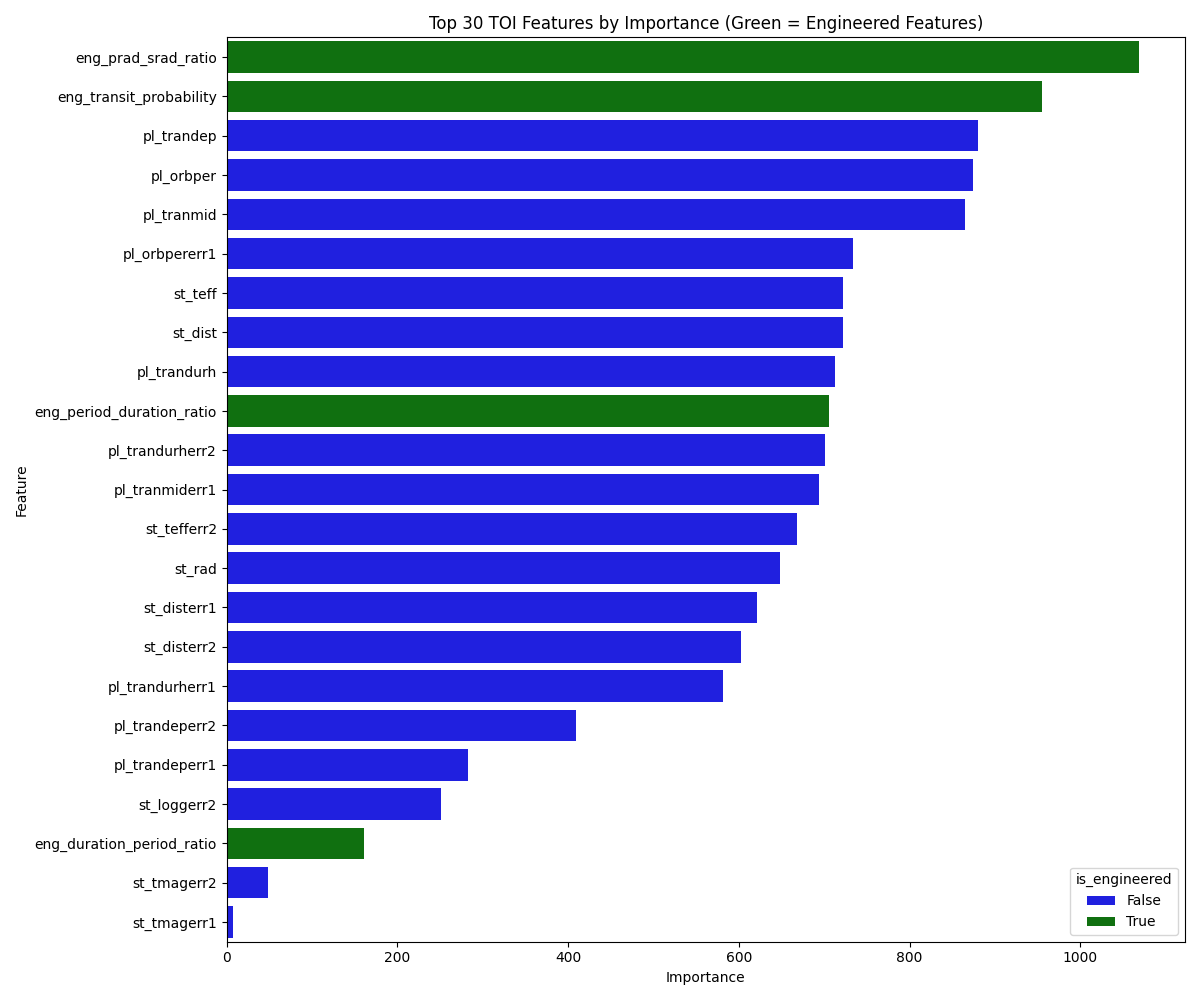 Top 30 TOI Features by Importance (Green = Engineered Features)
eng_prad_srad_ratio
eng_transit_probability
pl_trandep
pl_orbper
pl_tranmid
pl_orbpererr1
st_teff
st_dist
pl_trandurh
eng_period_duration_ratio
pl_trandurherr2
pl_tranmiderr1
st_tefferr2
st_rad
st_disterr1
st_disterr2
pl_trandurherr1
pl_trandeperr2
pl_trandeperr1
st_loggerr2
eng_duration_period_ratio
st_tmagerr2
st_tmagerr1
Feature
is_engineered
False
True
0 200 400 600 800 1000
Importance